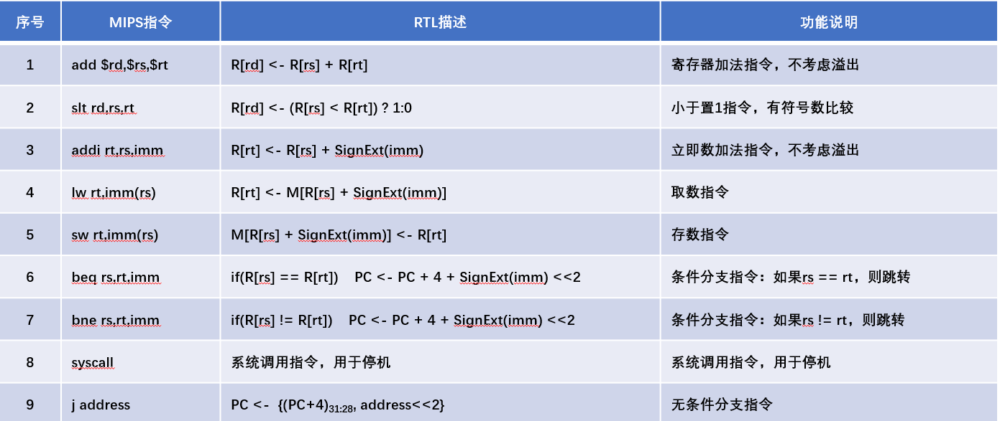 序号 MIPS指令 RTL描述 功能说明
1 add $rd,$rs,$rt R[rd] <- R[rs] + R[rt] 寄存器加法指令，不考虑溢出
2 slt rd,rs,rt R[rd] <- (R[rs] < R[rt]) ? 1:0 小于置1指令，有符号数比较
3 addi rt,rs,imm R[rt] <- R[rs] + SignExt(imm) 立即数加法指令，不考虑溢出
4 lw rt,imm(rs) R[rt] <- M[R[rs] + SignExt(imm)] 取数指令
5 sw rt,imm(rs) M[R[rs] + SignExt(imm)] <- R[rt] 存数指令
6 beq rs,rt,imm if(R[rs] == R[rt]) PC <- PC + 4 + SignExt(imm) <<2 条件分支指令：如果rs == rt，则跳转
7 bne rs,rt,imm if(R[rs] != R[rt]) PC <- PC + 4 + SignExt(imm) <<2 条件分支指令：如果rs != rt，则跳转
8 syscall 系统调用指令，用于停机 系统调用指令，用于停机
9 j address PC <- {(PC+4)31:28, address<<2} 无条件分支指令